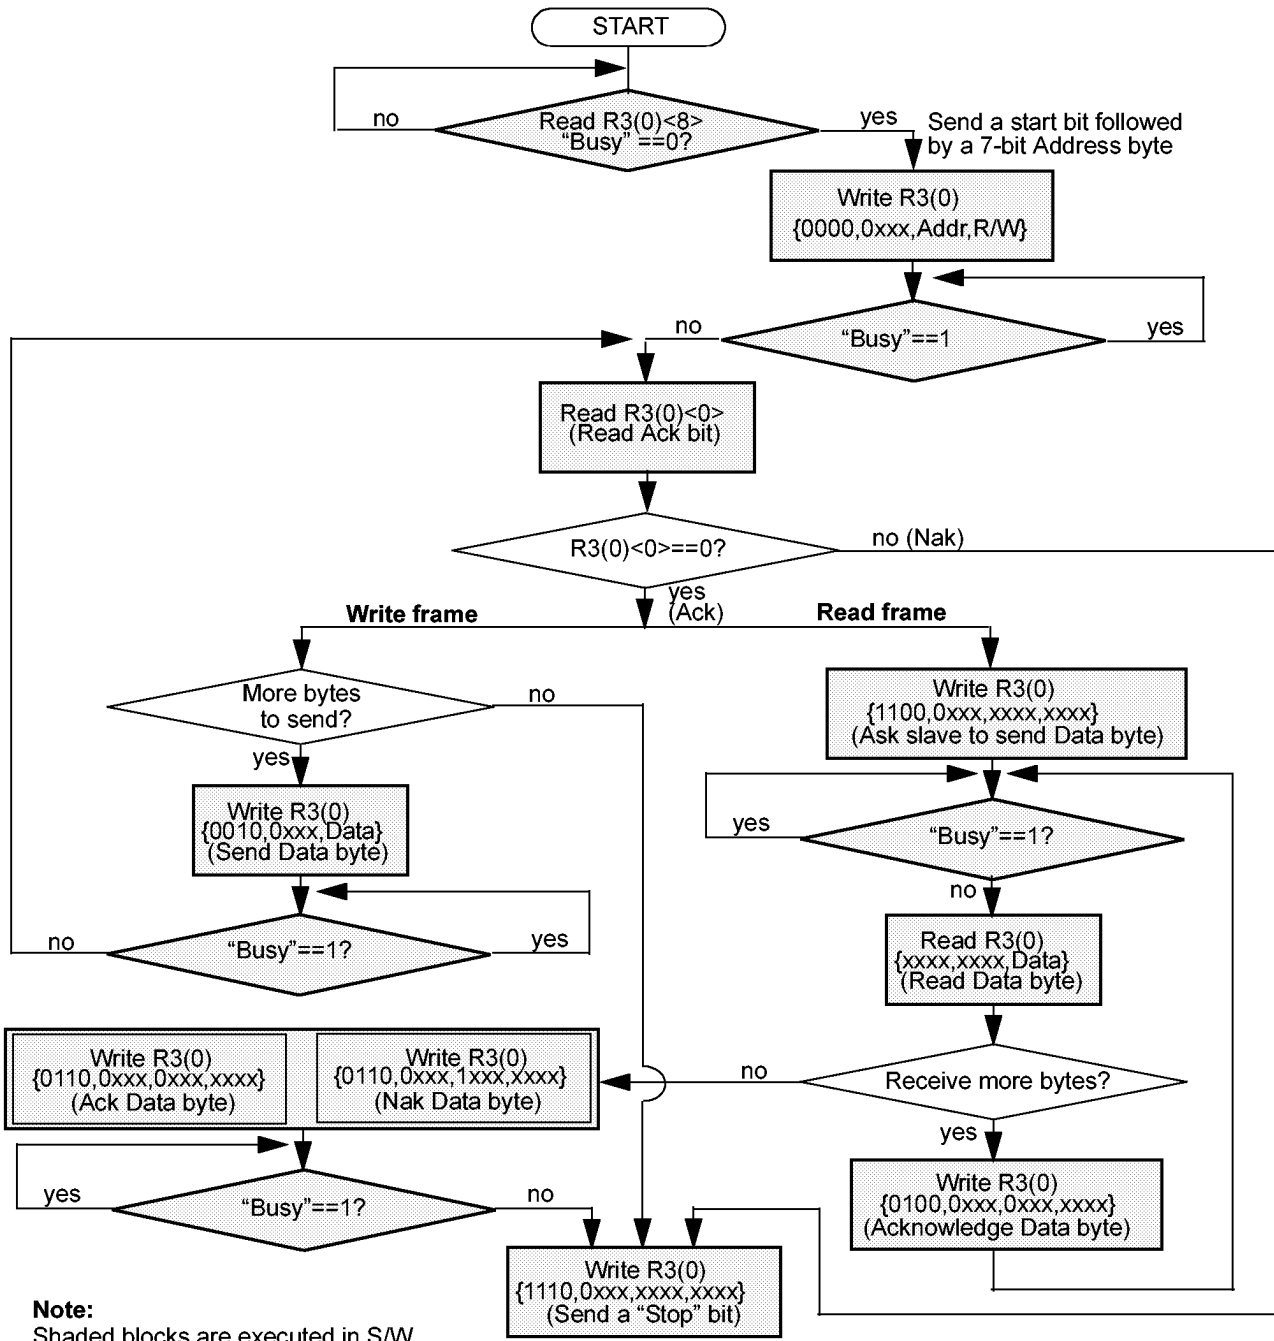 START
no
Read R3(0)<8>
“Busy” ==0?
yes
Send a start bit followed
by a 7-bit Address byte
Write R3(0)
{0000,0xxx,Addr,R/W}
no
“Busy”==1
yes
Read R3(0)<0>
(Read Ack bit)
R3(0)<0>==0?
no (Nak)
yes
(Ack)
Write frame
Read frame
More bytes
to send?
no
yes
Write R3(0)
{0010,0xxx,Data}
(Send Data byte)
no
“Busy”==1?
yes
Write R3(0)
{1100,0xxx,xxxx,xxxx}
(Ask slave to send Data byte)
yes
“Busy”==1?
no
Read R3(0)
{xxxx,xxxx,Data}
(Read Data byte)
no
Receive more bytes?
yes
Write R3(0)
{0100,0xxx,0xxx,xxxx}
(Acknowledge Data byte)
Write R3(0)
{0110,0xxx,0xxx,xxxx}
(Ack Data byte)
Write R3(0)
{0110,0xxx,1xxx,xxxx}
(Nak Data byte)
yes
“Busy”==1?
no
Write R3(0)
{1110,0xxx,xxxx,xxxx}
(Send a “Stop” bit)
Note:
Shaded blocks are executed in S/W